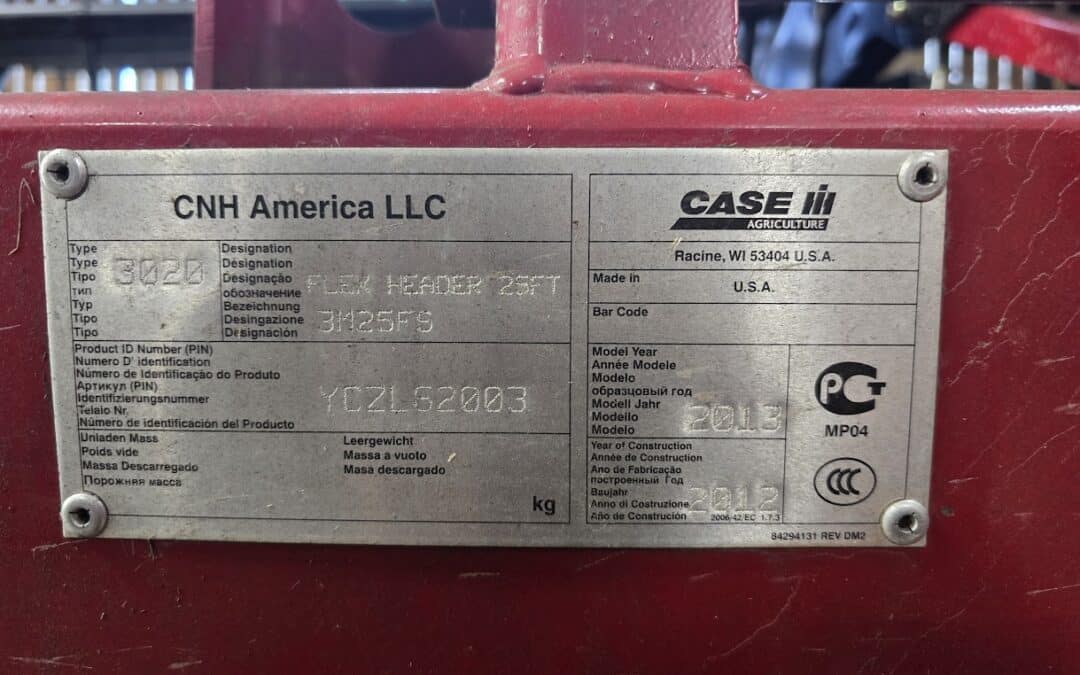 CNH America LLC
Type
Type
Tipo
тип
Typ
Tipo
Tipo
3020
Designation
Désignation
Designação
обозначение
Bezeichnung
Desingazione
Designación
FLEX HEADER 25FT
3M25FS
Product ID Number (PIN)
Numero D' identification
Número de Identificação do Produto
Артикул (PIN)
Identifizierungsnummer
Telaio Nr.
Número de identificación del Producto
YCZL62003
Unladen Mass
Poids vide
Massa Descarregado
Порожняя масса
Leergewicht
Massa a vuoto
Masa descargado
kg
CASE IH
AGRICULTURE
Racine, WI 53404 U.S.A.
Made in
U.S.A.
Bar Code
Model Year
Année Modele
Modelo
образцовый год
Modell Jahr
Modello
Modelo
2013
Year of Construction
Année de Construction
Ano de Fabricação
построенный Год
Baujahr
Anno di Costruzione
Año de Construción
2012
2006/42/EC 1.7.3
PCT
MP04
CCC
84294131 REV DM2